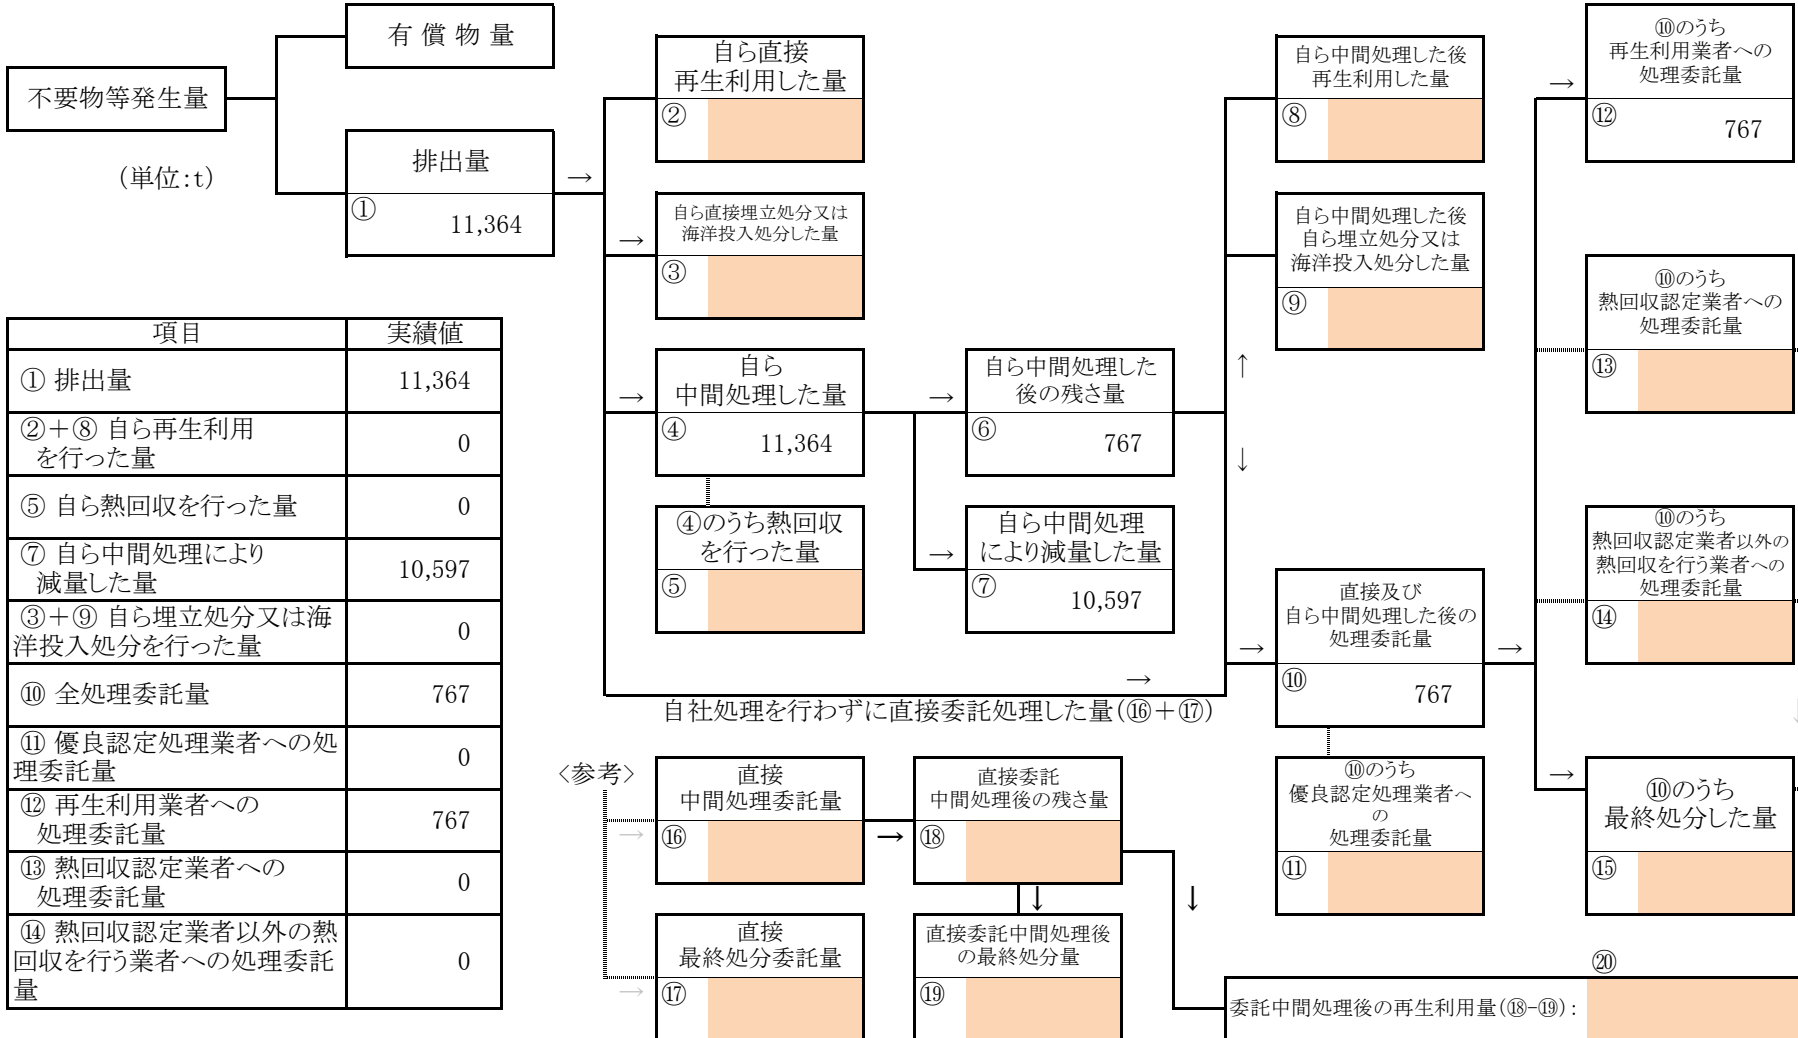 有 償 物 量
不要物等発生量
(単位:t)
排出量
①
11,364
→
自ら直接
再生利用した量
②
自ら直接埋立処分又は
海洋投入処分した量
→
③
自ら
中間処理した量
→
④
11,364
④のうち熱回収
を行った量
⑤
自ら中間処理した
後の残さ量
→
⑥
767
自ら中間処理
により減量した量
→
⑦
10,597
→
自社処理を行わずに直接委託処理した量(⑯+⑰)
自ら中間処理した後
再生利用した量
⑧
自ら中間処理した後
自ら埋立処分又は
海洋投入処分した量
⑨
↑
↓
直接及び
自ら中間処理した後の
処理委託量
→
→
⑩
767
⑩のうち
優良認定処理業者へ
の
処理委託量
⑪
⑩のうち
再生利用業者への
処理委託量
→
⑫
767
⑩のうち
熱回収認定業者への
処理委託量
⑬
⑩のうち
熱回収認定業者以外の
熱回収を行う業者への
処理委託量
⑭
→
⑩のうち
最終処分した量
⑮
項目 実績値
① 排出量 11,364
②+⑧ 自ら再生利用
を行った量 0
⑤ 自ら熱回収を行った量 0
⑦ 自ら中間処理により
減量した量 10,597
③+⑨ 自ら埋立処分又は海
洋投入処分を行った量 0
⑩ 全処理委託量 767
⑪ 優良認定処理業者への処
理委託量 0
⑫ 再生利用業者への
処理委託量 767
⑬ 熱回収認定業者への
処理委託量 0
⑭ 熱回収認定業者以外の熱
回収を行う業者への処理委託
量 0
〈参考〉
直接
中間処理委託量
→
⑯
→
直接委託
中間処理後の残さ量
⑱
↓
↓
直接
最終処分委託量
→
⑰
直接委託中間処理後
の最終処分量
⑲
⑳
委託中間処理後の再生利用量(⑱-⑲):